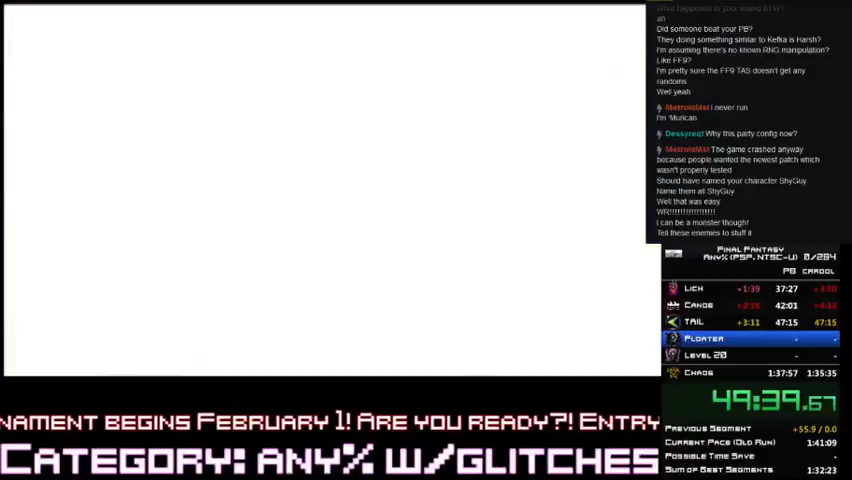 What happened to your sound BTW?
ah
Did someone beat your PB?
They doing something similar to Kefka is Harsh?
I'm assuming there's no known RNG manipulation?
Like FF9?
I'm pretty sure the FF9 TAS doesn't get any
randoms
Well yeah
I never run
I'm 'Murican
Dessyreqt Why this party config now?
The game crashed anyway
because people wanted the newest patch which
wasn't properly tested
Should have named your character ShyGuy
Name them all ShyGuy
Well that was easy
WR!!!!!!!!!!!!!!!!!
I can be a monster though!
Tell these enemies to stuff it
Final Fantasy
Any% (PSP, NTSC-U) 0/284
PB
Lich +1:39 37:27
Canoe 42:01
Tail +3:11 47:15 47:15
Floater - -
Level 20 - -
Chaos 1:37:57 1:35:35
49:39.67
Previous Segment +55.9 / 0.0
Current Pace (Old Run) 1:41:09
Possible Time Save -
Sum of Best Segments 1:32:23
nament begins February 1! Are you ready?! Entry
Category: any% w/glitches